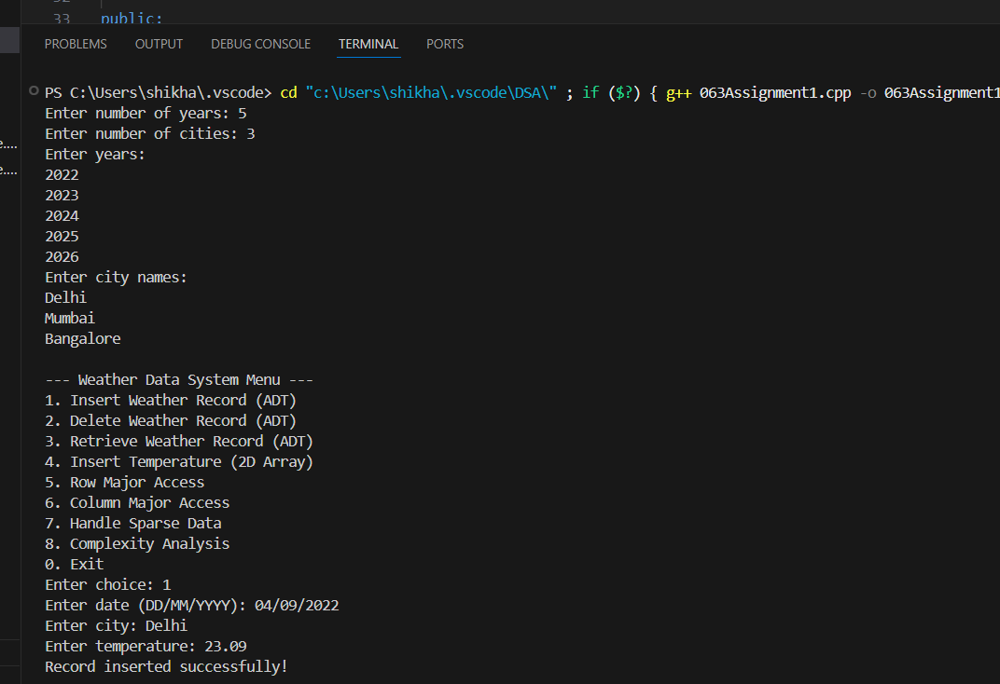 33 public:
PROBLEMS OUTPUT DEBUG CONSOLE TERMINAL PORTS
PS C:\Users\shikha\.vscode> cd "c:\Users\shikha\.vscode\DSA\" ; if ($?) { g++ 063Assignment1.cpp -o 063Assignment1
Enter number of years: 5
Enter number of cities: 3
Enter years:
2022
2023
2024
2025
2026
Enter city names:
Delhi
Mumbai
Bangalore
--- Weather Data System Menu ---
1. Insert Weather Record (ADT)
2. Delete Weather Record (ADT)
3. Retrieve Weather Record (ADT)
4. Insert Temperature (2D Array)
5. Row Major Access
6. Column Major Access
7. Handle Sparse Data
8. Complexity Analysis
0. Exit
Enter choice: 1
Enter date (DD/MM/YYYY): 04/09/2022
Enter city: Delhi
Enter temperature: 23.09
Record inserted successfully!